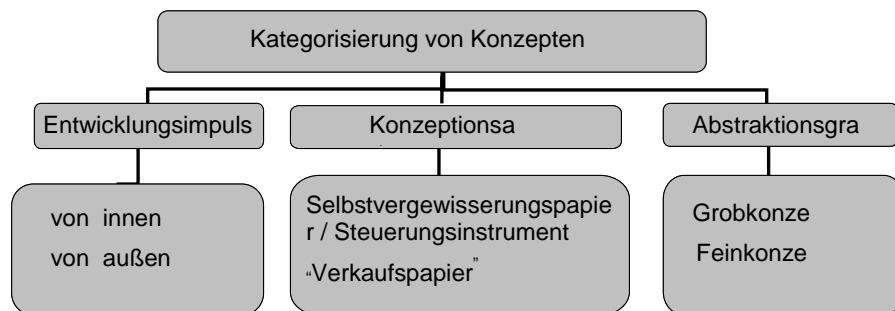 Kategorisierung von Konzepten
Entwicklungsimpuls
Konzeptionsa
Abstraktionsgra
von innen
von außen
Selbstvergewisserungspapie
r / Steuerungsinstrument
“Verkaufspapier”
Grobkonze
Feinkonze